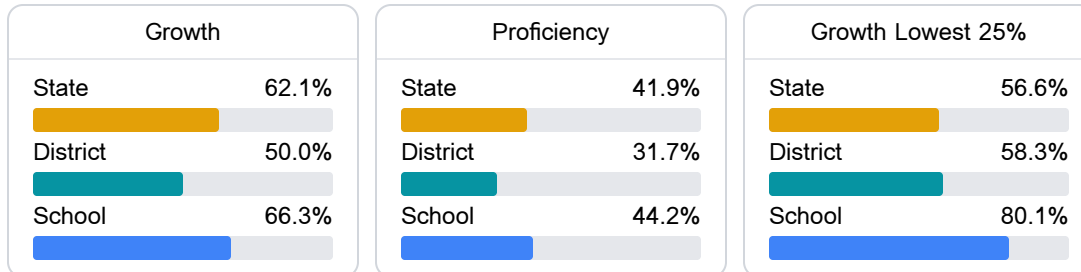 Growth
State 62.1%
District 50.0%
School 66.3%
Proficiency
State 41.9%
District 31.7%
School 44.2%
Growth Lowest 25%
State 56.6%
District 58.3%
School 80.1%